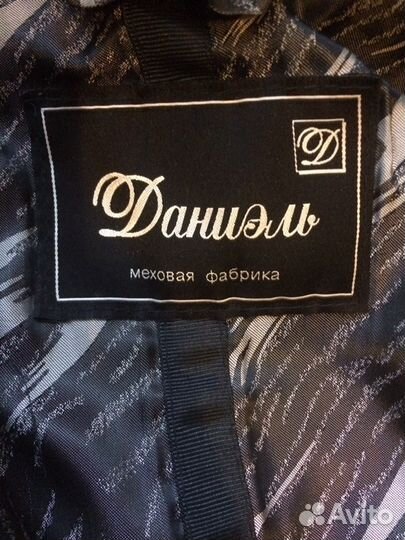 Д
Даниэль
меховая фабрика
Avito